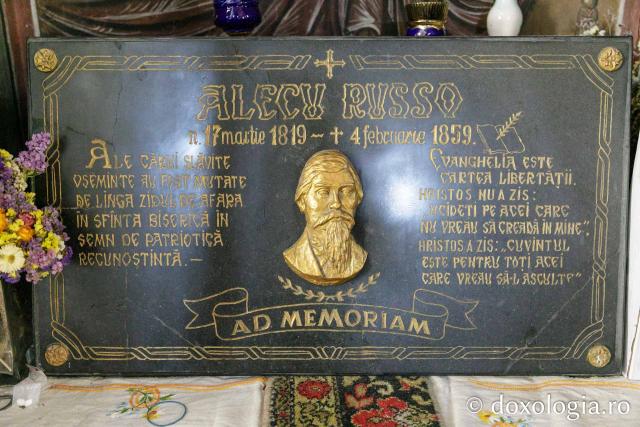 ALECU RUSSO
n. 17 martie 1819 ~ + 4 februarie 1859.
ALE CĂRUI SLĂVITE
OSEMINTE AU FOST MUTATE
DE LÎNGĂ ZIDUL DE AFARĂ
ÎN SFÎNTA BISERICĂ ÎN
SEMN DE PATRIOTICĂ
RECUNOȘTINȚĂ. —
EVANGHELIA ESTE
CARTEA LIBERTĂȚII.
HRISTOS NU A ZIS:
„UCIDEȚI PE ACEI CARE
NU VREAU SĂ CREADĂ ÎN MINE”,
HRISTOS A ZIS: „CUVÎNTUL
ESTE PENTRU TOȚI ACEI
CARE VREAU SĂ-L ASCULTE”
AD MEMORIAM
© doxologia.ro